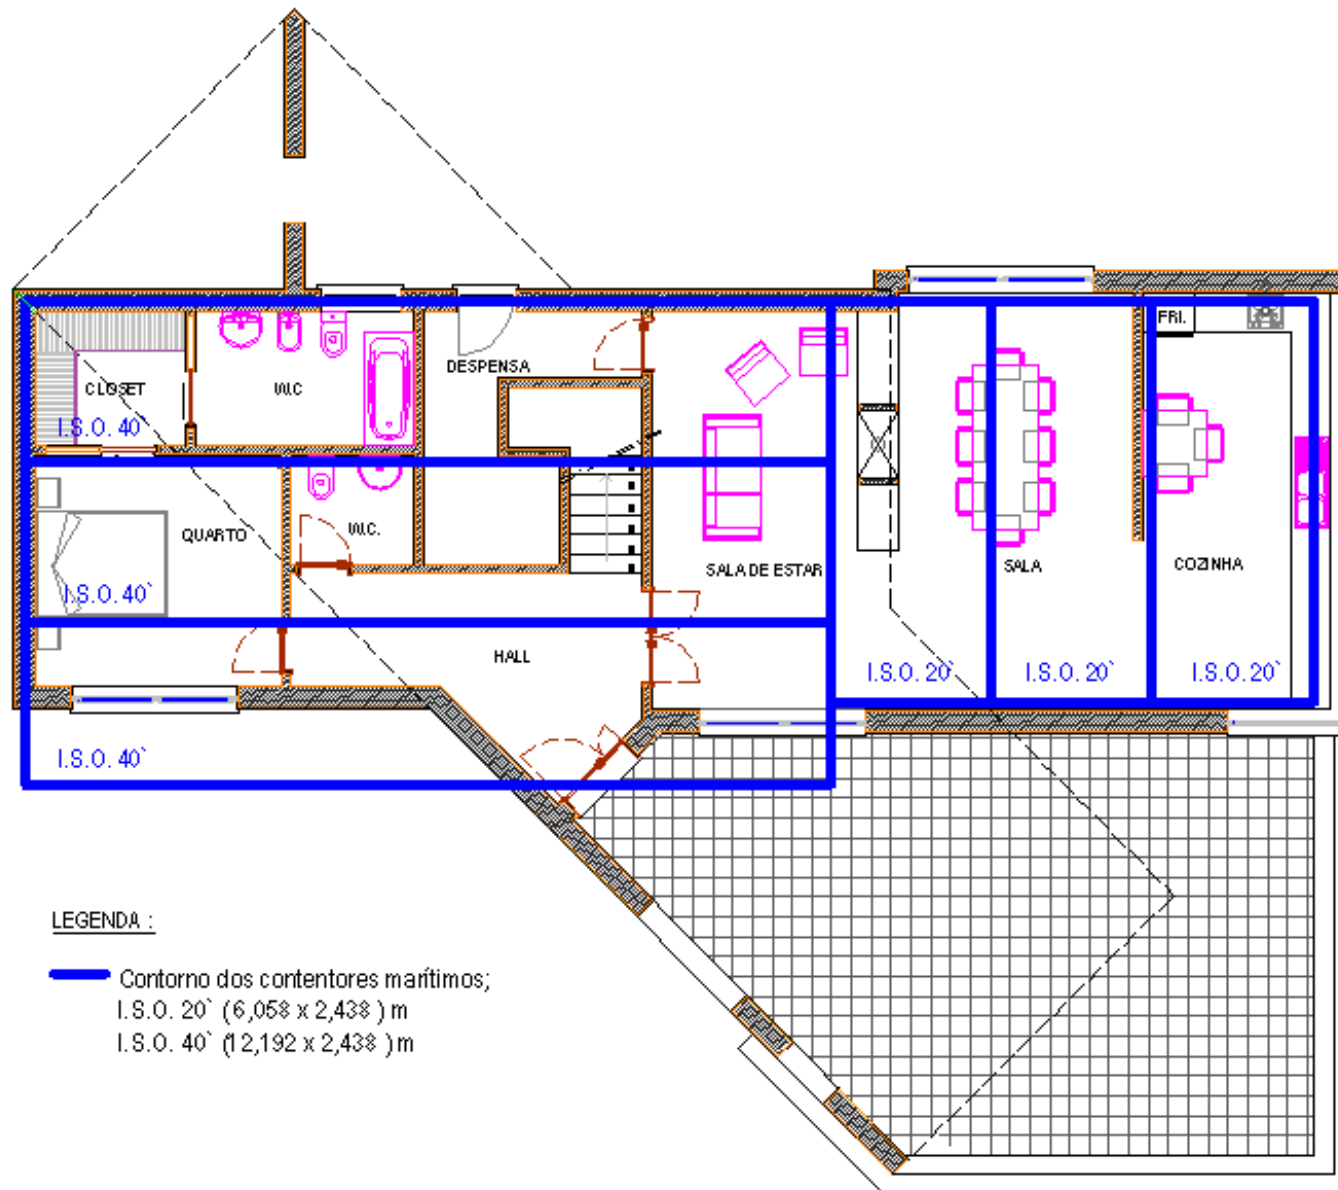 FRI.
DESPENSA
CLOSET
W.C
I.S.O. 40`
QUARTO
W.C.
SALA DE ESTAR
SALA
COZINHA
I.S.O. 40`
HALL
I.S.O. 20`
I.S.O. 20`
I.S.O. 20`
I.S.O. 40`
LEGENDA :
Contorno dos contentores marítimos;
I.S.O. 20` (6,058 x 2,438 ) m
I.S.O. 40` (12,192 x 2,438 ) m